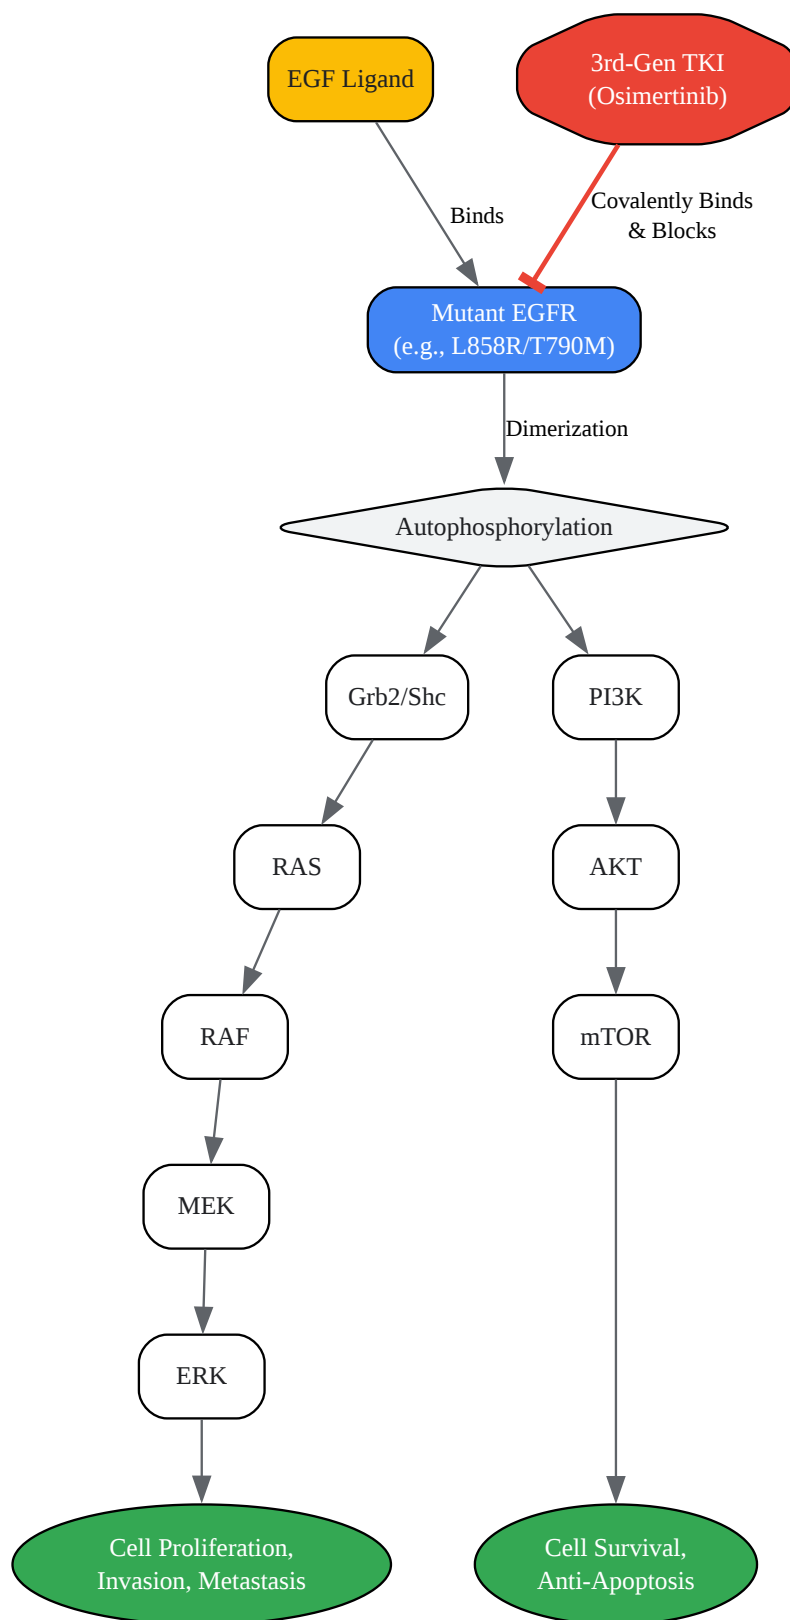 EGF Ligand
3rd-Gen TKI
(Osimertinib)
Binds
Covalently Binds
& Blocks
Mutant EGFR
(e.g., L858R/T790M)
Dimerization
Autophosphorylation
Grb2/Shc
PI3K
RAS
AKT
RAF
mTOR
MEK
ERK
Cell Proliferation,
Invasion, Metastasis
Cell Survival,
Anti-Apoptosis